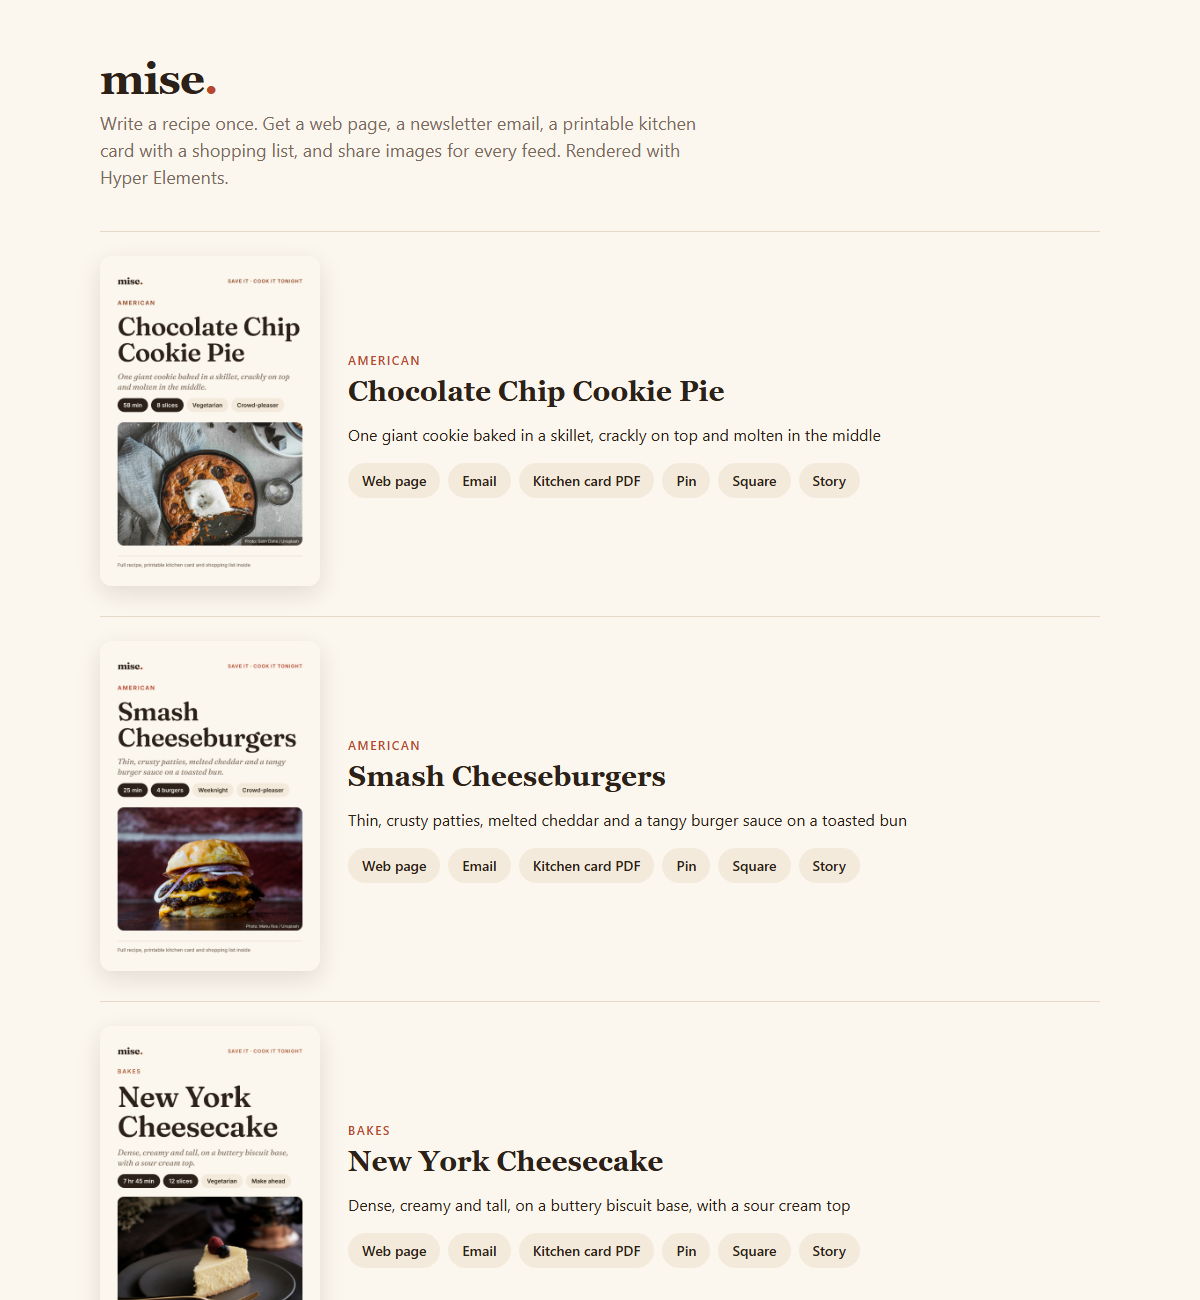 mise.
Write a recipe once. Get a web page, a newsletter email, a printable kitchen
card with a shopping list, and share images for every feed. Rendered with
Hyper Elements.
mise.
SAVE IT · COOK IT TONIGHT
AMERICAN
Chocolate Chip
Cookie Pie
One giant cookie baked in a skillet, crackly on top
and molten in the middle.
58 min
8 slices
Vegetarian
Crowd-pleaser
Full recipe, printable kitchen card and shopping list inside
AMERICAN
Chocolate Chip Cookie Pie
One giant cookie baked in a skillet, crackly on top and molten in the middle
Web page
Email
Kitchen card PDF
Pin
Square
Story
mise.
SAVE IT · COOK IT TONIGHT
AMERICAN
Smash
Cheeseburgers
Thin, crusty patties, melted cheddar and a tangy
burger sauce on a toasted bun.
25 min
4 burgers
Weeknight
Crowd-pleaser
Full recipe, printable kitchen card and shopping list inside
AMERICAN
Smash Cheeseburgers
Thin, crusty patties, melted cheddar and a tangy burger sauce on a toasted bun
Web page
Email
Kitchen card PDF
Pin
Square
Story
mise.
SAVE IT · COOK IT TONIGHT
BAKES
New York
Cheesecake
Dense, creamy and tall, on a buttery biscuit base,
with a sour cream top.
7 hr 45 min
12 slices
Vegetarian
Make ahead
BAKES
New York Cheesecake
Dense, creamy and tall, on a buttery biscuit base, with a sour cream top
Web page
Email
Kitchen card PDF
Pin
Square
Story